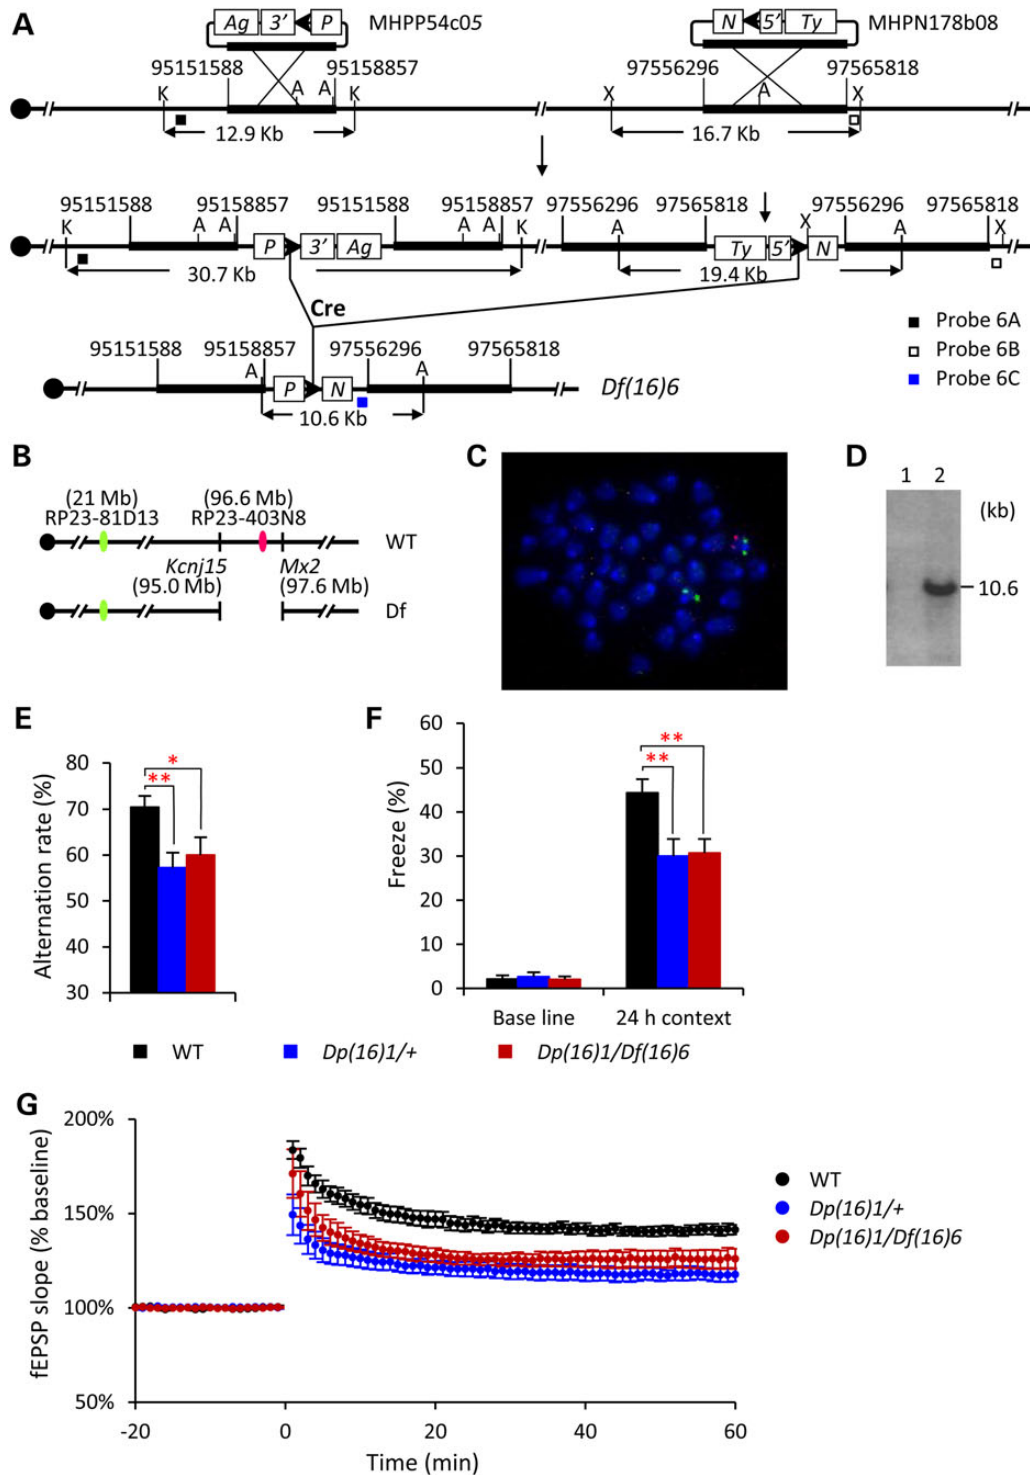 A
Ag 3′ P MHPP54c05
N 5′ Ty MHPN178b08
95151588 95158857 97556296 97565818
K A A K X A X
12.9 Kb 16.7 Kb
95151588 95158857 95151588 95158857 97556296 97565818 97556296 97565818
K A A A A K A X A X
P 3′ Ag Ty 5′ N
30.7 Kb 19.4 Kb
Cre
Probe 6A
Probe 6B
Probe 6C
95151588 95158857 97556296 97565818
A P N A
Df(16)6
10.6 Kb
B
(21 Mb) (96.6 Mb)
RP23-81D13 RP23-403N8
WT
Kcnj15 Mx2
(95.0 Mb) (97.6 Mb)
Df
C
D
1 2
(kb)
10.6
E
Alternation rate (%)
80
70
60
50
40
30
*
**
F
Freeze (%)
60
50
40
30
20
10
0
**
**
Base line 24 h context
WT Dp(16)1/+ Dp(16)1/Df(16)6
G
fEPSP slope (% baseline)
200%
150%
100%
50%
-20 0 20 40 60
Time (min)
WT
Dp(16)1/+
Dp(16)1/Df(16)6